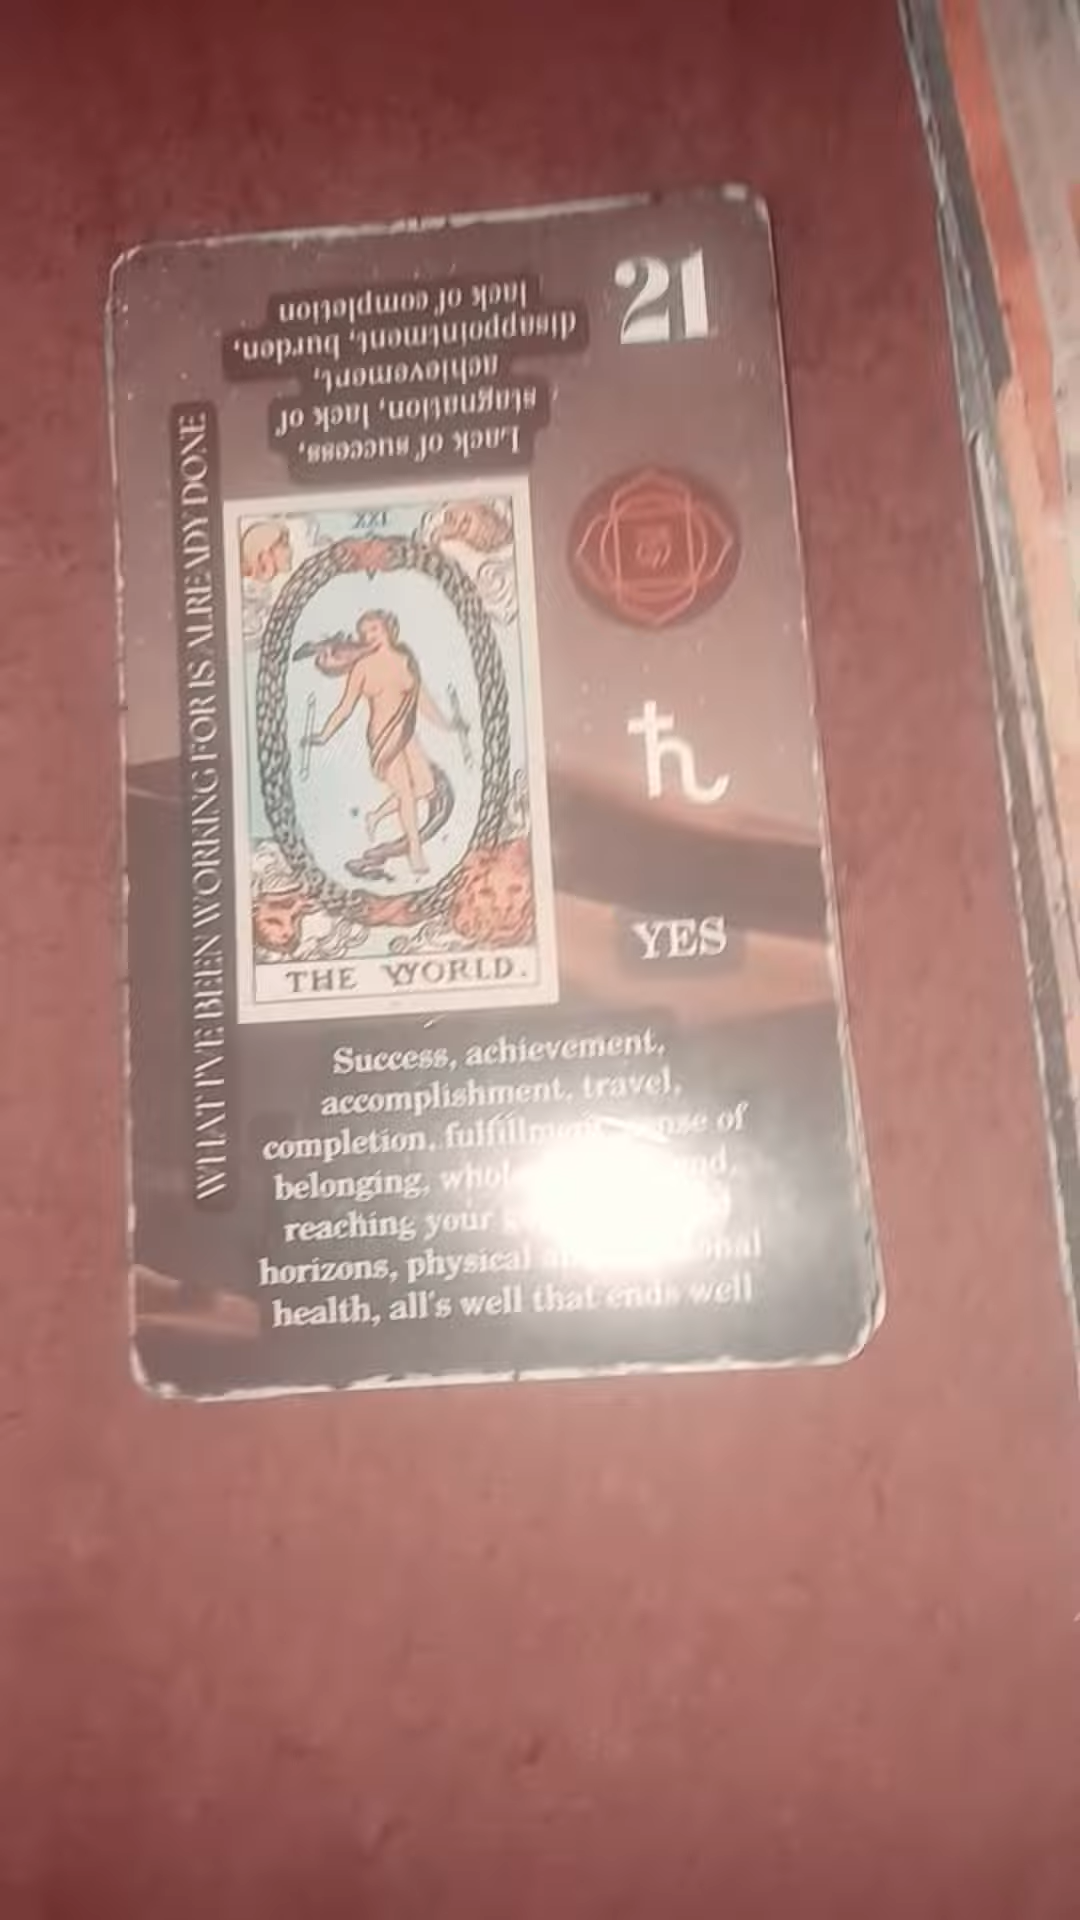 21
Lack of success,
stagnation, lack of
achievement,
disappointment, burden,
lack of completion
WHAT I'VE BEEN WORKING FOR IS ALREADY DONE
XXI
THE WORLD.
YES
Success, achievement,
accomplishment, travel,
completion, fulfillment, sense of
belonging,
reaching your
horizons, physical
health, all's well that ends well